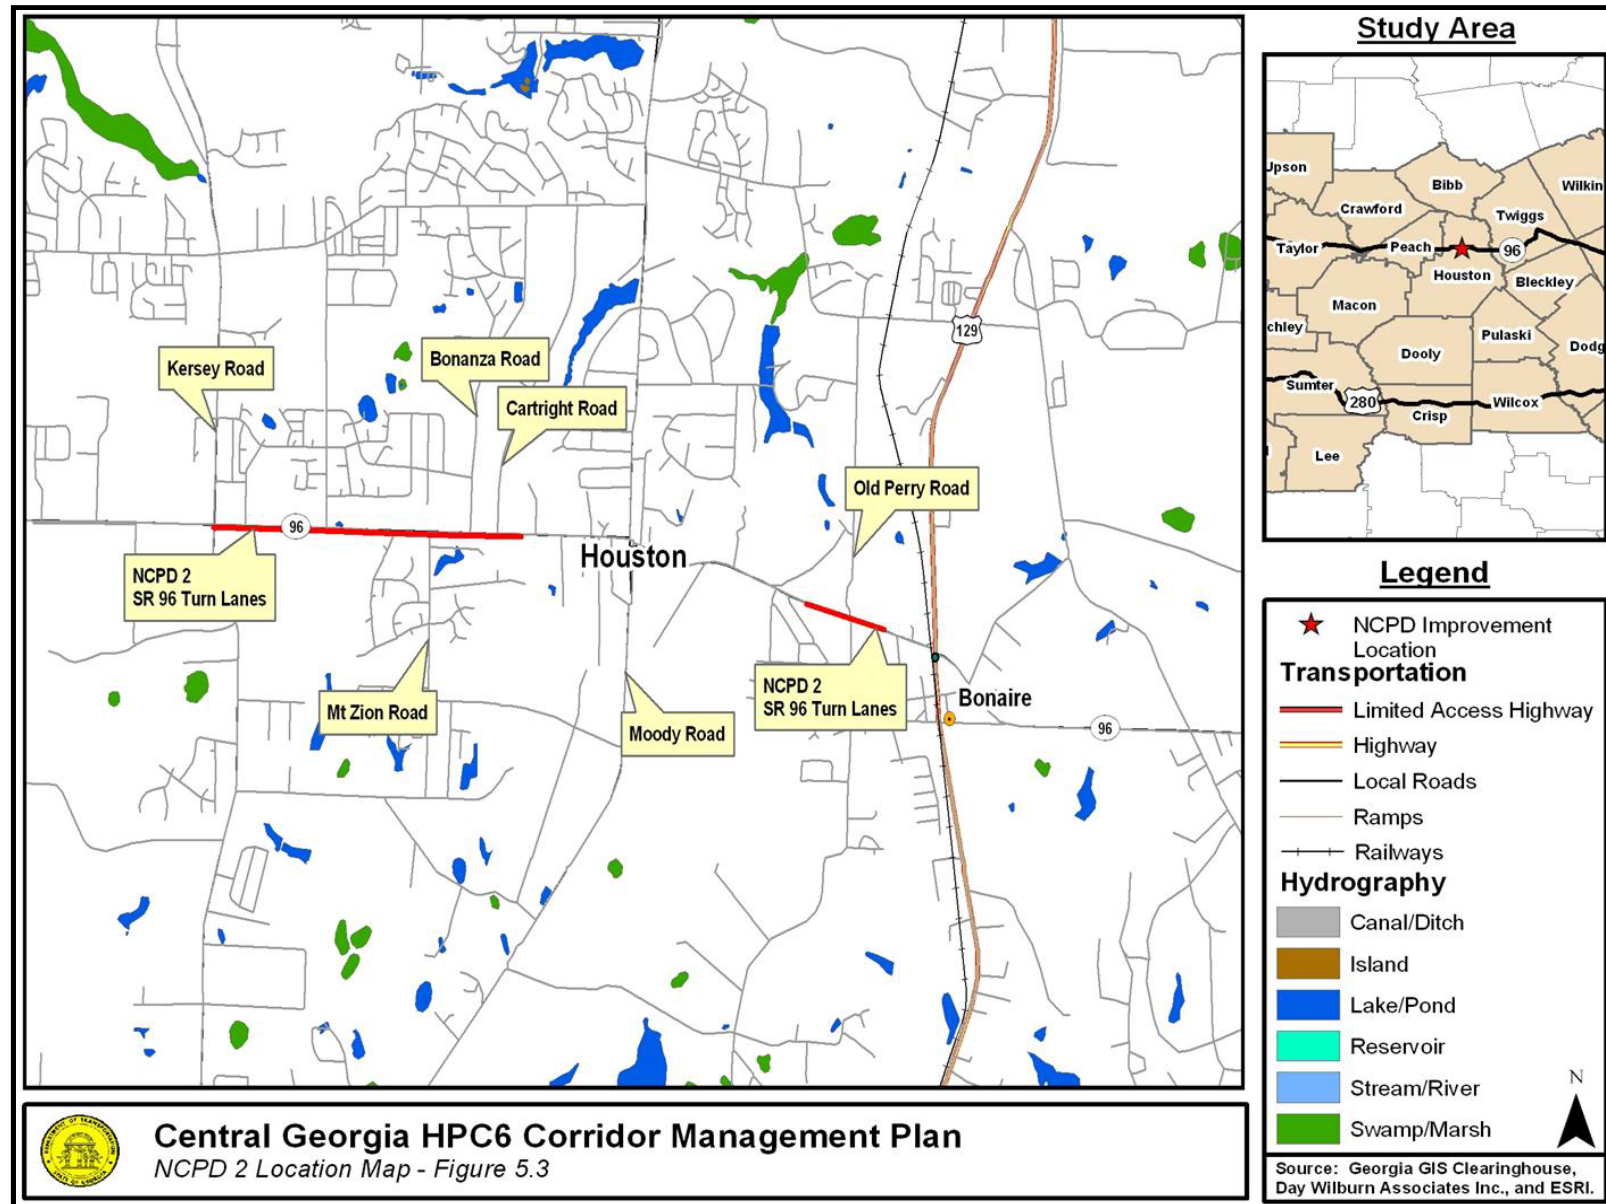 Kersey Road
Bonanza Road
Cartright Road
129
Old Perry Road
96
Houston
NCPD 2
SR 96 Turn Lanes
Mt Zion Road
Moody Road
NCPD 2
SR 96 Turn Lanes
Bonaire
96
Study Area
Upson
Bibb
Wilkin
Crawford
Twiggs
Taylor
Peach
96
Houston
Bleckley
Macon
chley
Pulaski
Dooly
Dodg
Sumter
280
Wilcox
Crisp
Lee
Legend
NCPD Improvement
Location
Transportation
Limited Access Highway
Highway
Local Roads
Ramps
Railways
Hydrography
Canal/Ditch
Island
Lake/Pond
Reservoir
Stream/River
Swamp/Marsh
N
Source: Georgia GIS Clearinghouse,
Day Wilburn Associates Inc., and ESRI.
Central Georgia HPC6 Corridor Management Plan
NCPD 2 Location Map - Figure 5.3